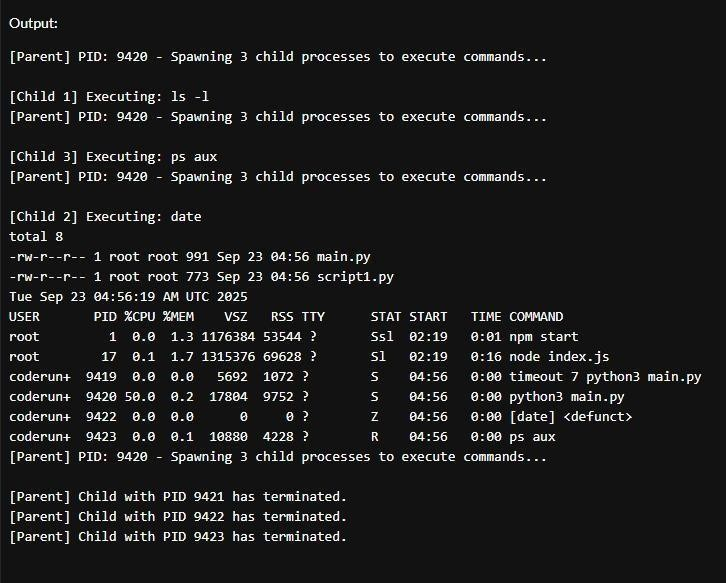 Output:
[Parent] PID: 9420 - Spawning 3 child processes to execute commands...
[Child 1] Executing: ls -l
[Parent] PID: 9420 - Spawning 3 child processes to execute commands...
[Child 3] Executing: ps aux
[Parent] PID: 9420 - Spawning 3 child processes to execute commands...
[Child 2] Executing: date
total 8
-rw-r--r-- 1 root root 991 Sep 23 04:56 main.py
-rw-r--r-- 1 root root 773 Sep 23 04:56 script1.py
Tue Sep 23 04:56:19 AM UTC 2025
USER         PID %CPU %MEM    VSZ   RSS TTY      STAT START   TIME COMMAND
root           1  0.0  1.3 1176384 53544 ?       Ssl  02:19   0:01 npm start
root          17  0.1  1.7 1315376 69628 ?       Sl   02:19   0:16 node index.js
coderun+    9419  0.0  0.0   5692  1072 ?        S    04:56   0:00 timeout 7 python3 main.py
coderun+    9420 50.0  0.2  17804  9752 ?        S    04:56   0:00 python3 main.py
coderun+    9422  0.0  0.0      0     0 ?        Z    04:56   0:00 [date] <defunct>
coderun+    9423  0.0  0.1  10880  4228 ?        R    04:56   0:00 ps aux
[Parent] PID: 9420 - Spawning 3 child processes to execute commands...
[Parent] Child with PID 9421 has terminated.
[Parent] Child with PID 9422 has terminated.
[Parent] Child with PID 9423 has terminated.